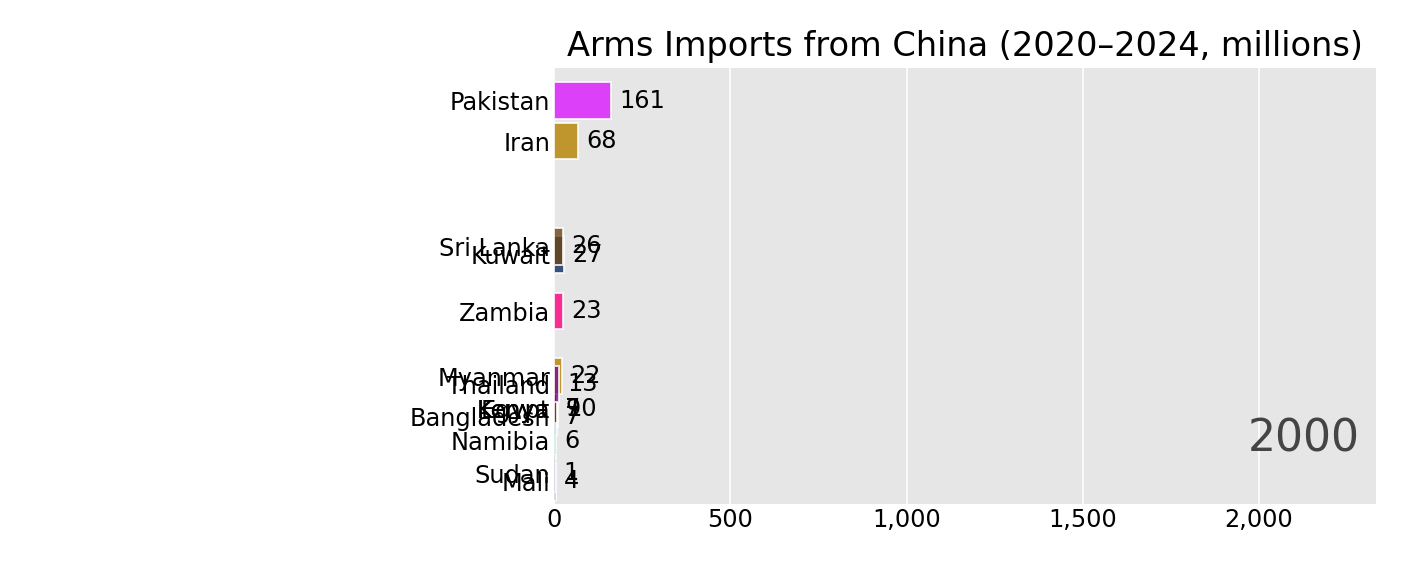 Arms Imports from China (2020–2024, millions)
Pakistan 161
Iran 68
Sri Lanka 26
Kuwait 27
Zambia 23
Myanmar 22
Thailand 13
Egypt
Bangladesh 7
Namibia 6
2000
Sudan 1
Mali 4
0 500 1,000 1,500 2,000